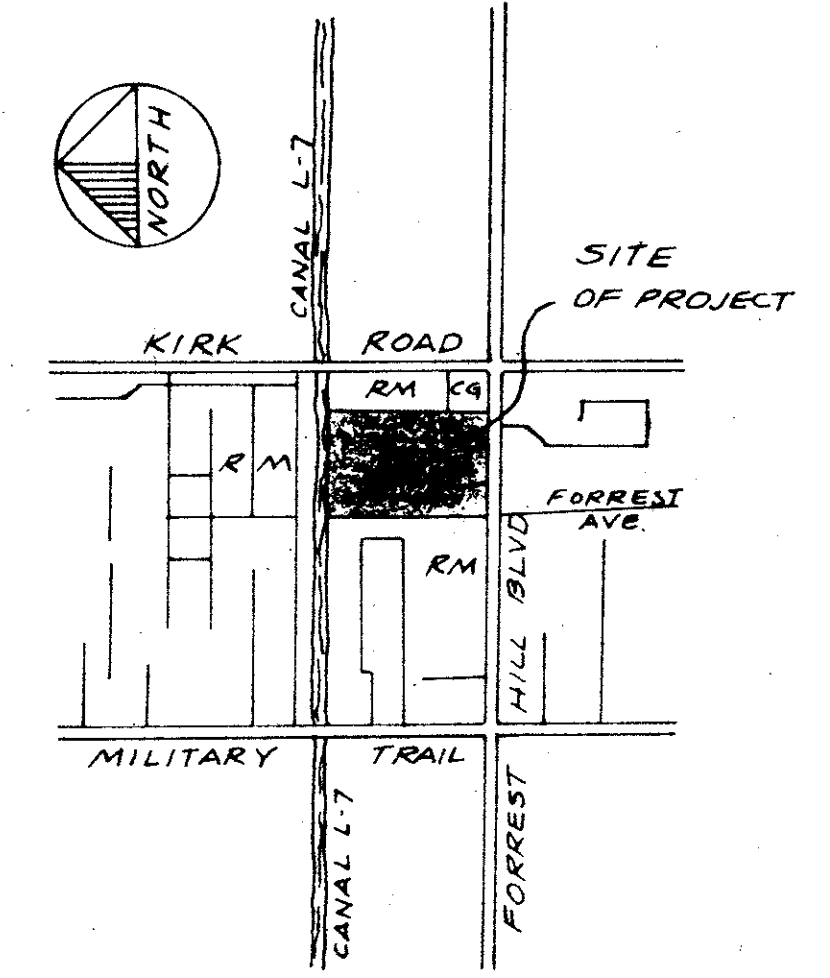 NORTH
CANAL L-7
SITE
OF PROJECT
KIRK ROAD
RM CG
R M
FORREST
AVE.
RM
FORREST HILL BLVD
MILITARY TRAIL
CANAL L-7